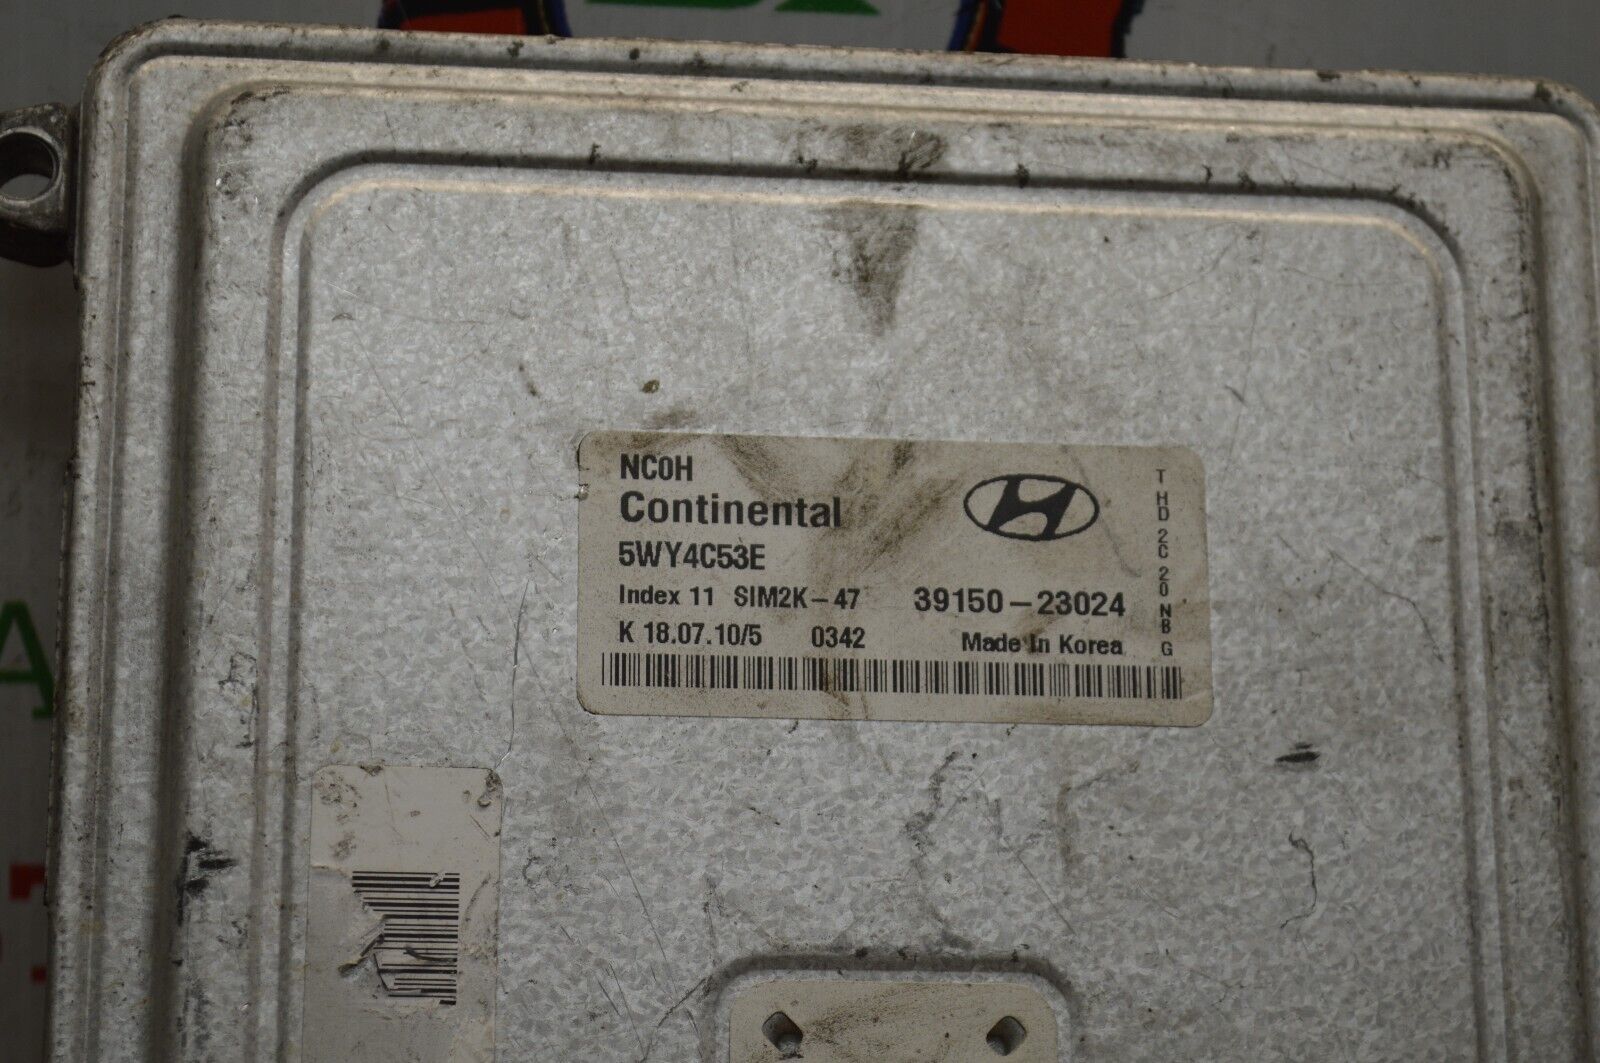 NC0H
Continental
5WY4C53E
Index 11 SIM2K-47 39150-23024
K 18.07.10/5 0342 Made In Korea
THD 2C 20 NB G